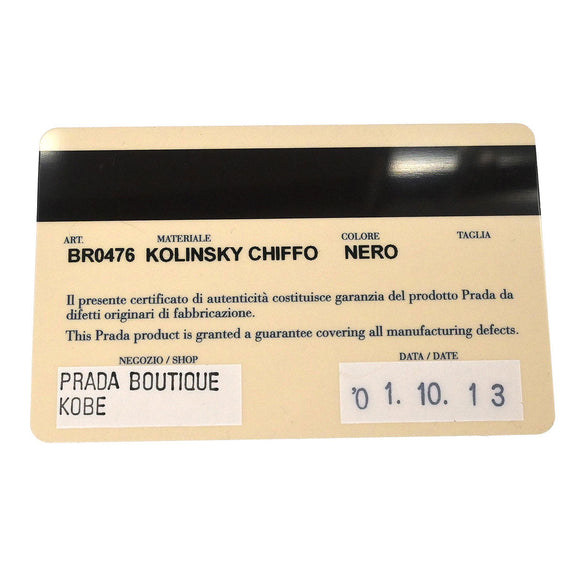 ART. MATERIALE COLORE TAGLIA
BR0476 KOLINSKY CHIFFO NERO
Il presente certificato di autenticità costituisce garanzia del prodotto Prada da
difetti originari di fabbricazione.
This Prada product is granted a guarantee covering all manufacturing defects.
NEGOZIO / SHOP DATA / DATE
PRADA BOUTIQUE
KOBE
'01.10.13